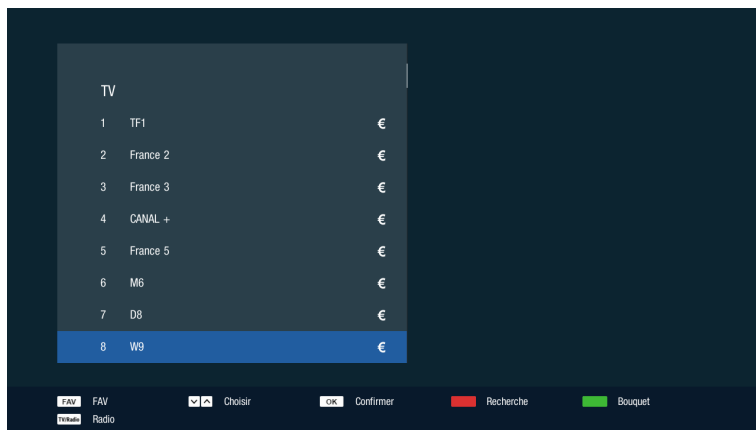 TV
1 TF1 €
2 France 2 €
3 France 3 €
4 CANAL + €
5 France 5 €
6 M6 €
7 D8 €
8 W9 €
FAV FAV Choisir OK Confirmer Recherche Bouquet
TV/Radio Radio